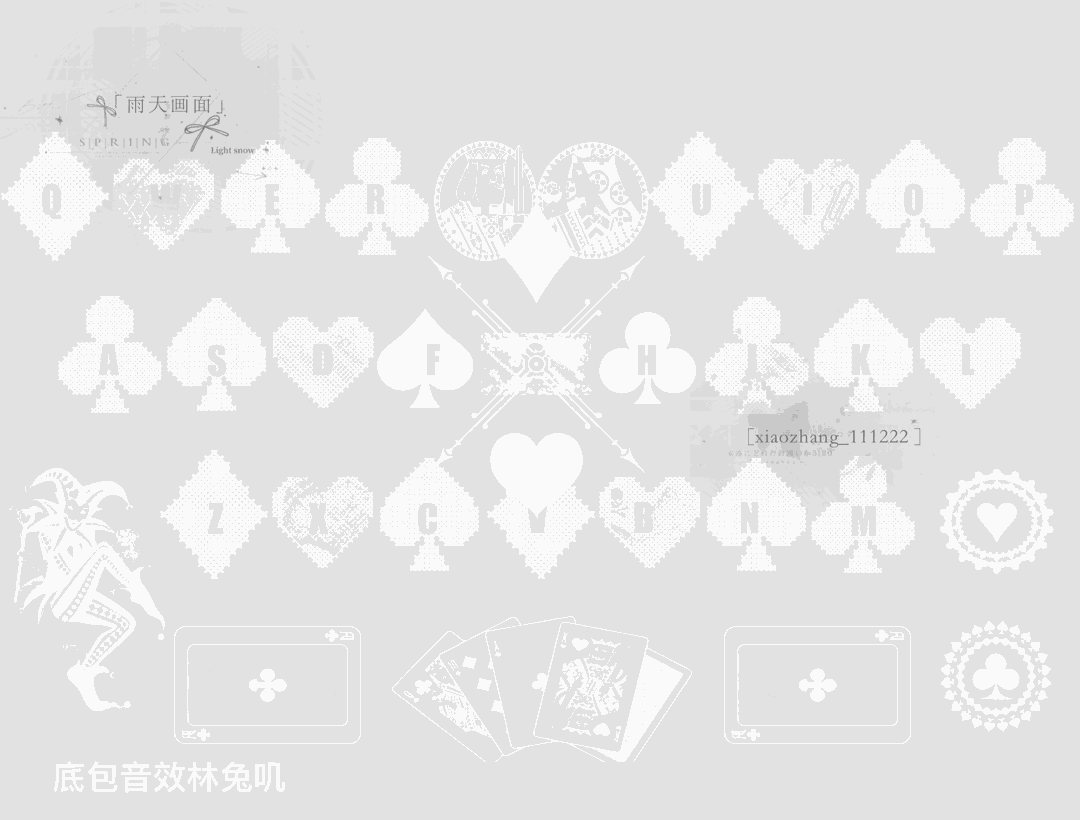 「雨天画面」
S|P|R|I|N|G
Light snow
Q W E R U I O P
A S D F H J K L
[xiaozhang_111222]
Z X C V B N M
底包音效林兔叽